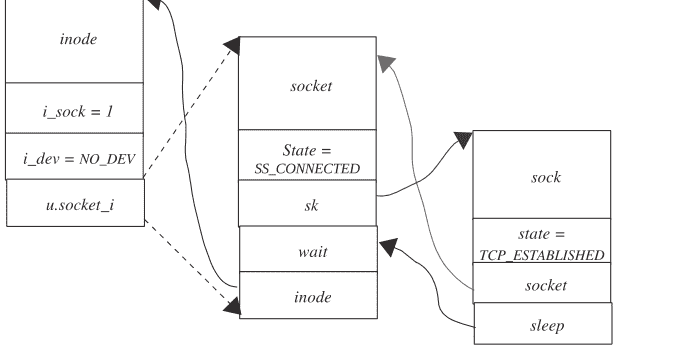 inode
i_sock = 1
i_dev = NO_DEV
u.socket_i
socket
State =
SS_CONNECTED
sk
wait
inode
sock
state =
TCP_ESTABLISHED
socket
sleep